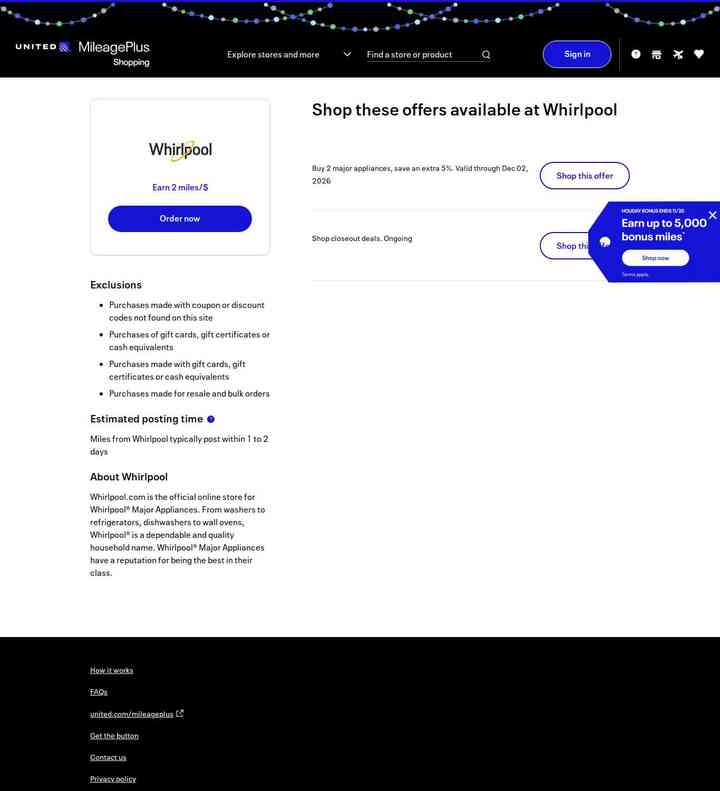 UNITED MileagePlus
Shopping
Explore stores and more
Find a store or product
Sign in
Whirlpool
Earn 2 miles/$
Order now
Exclusions
• Purchases made with coupon or discount
codes not found on this site
• Purchases of gift cards, gift certificates or
cash equivalents
• Purchases made with gift cards, gift
certificates or cash equivalents
• Purchases made for resale and bulk orders
Estimated posting time ?
Miles from Whirlpool typically post within 1 to 2
days
About Whirlpool
Whirlpool.com is the official online store for
Whirlpool® Major Appliances. From washers to
refrigerators, dishwashers to wall ovens,
Whirlpool® is a dependable and quality
household name. Whirlpool® Major Appliances
have a reputation for being the best in their
class.
Shop these offers available at Whirlpool
Buy 2 major appliances, save an extra 5%. Valid through Dec 02,
2026
Shop this offer
Shop closeout deals. Ongoing
Shop
HOLIDAY BONUS ENDS 11/20
Earn up to 5,000
bonus miles*
Shop now
Terms apply.
How it works
FAQs
united.com/mileageplus
Get the button
Contact us
Privacy policy